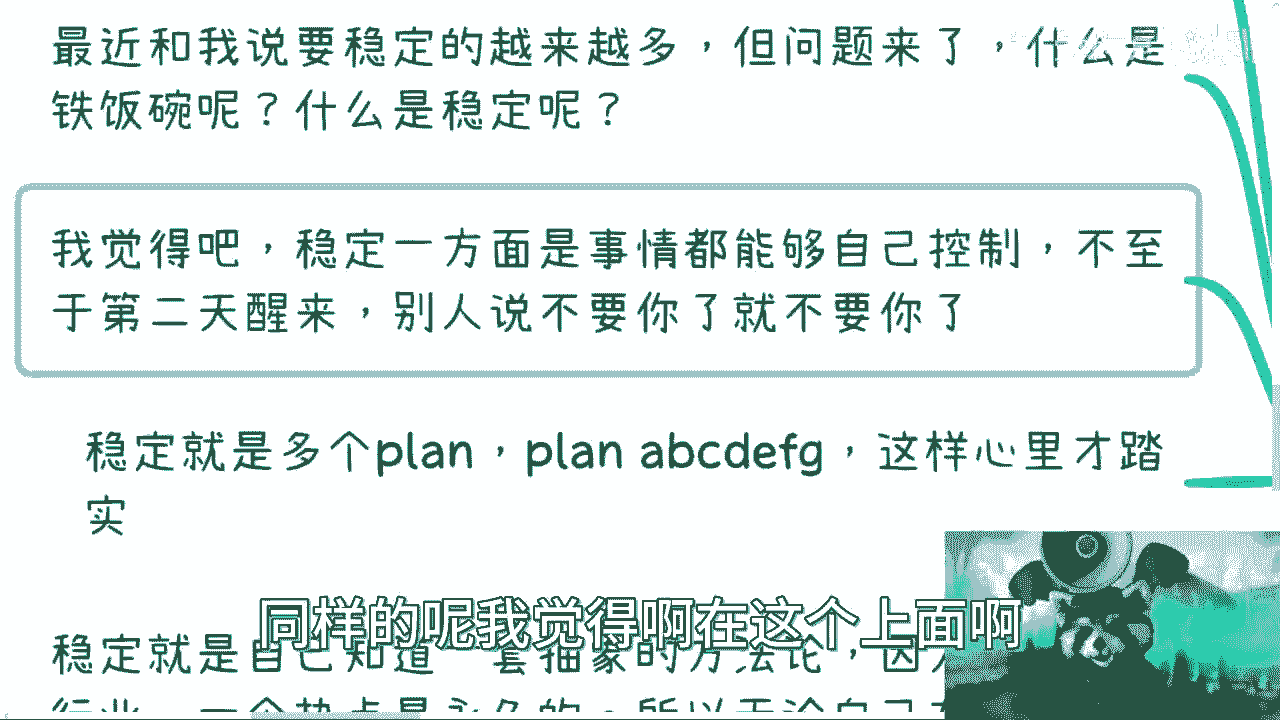 最近和我说要稳定的越来越多，但问题来了，什么是
铁饭碗呢？什么是稳定呢？
我觉得吧，稳定一方面是事情都能够自己控制，不至
于第二天醒来，别人说不要你了就不要你了
稳定就是多个plan，plan abcdefg，这样心里才踏
实
同样的呢我觉得啊在这个上面啊
稳定就是自己知道一套抽象的方法论，因为